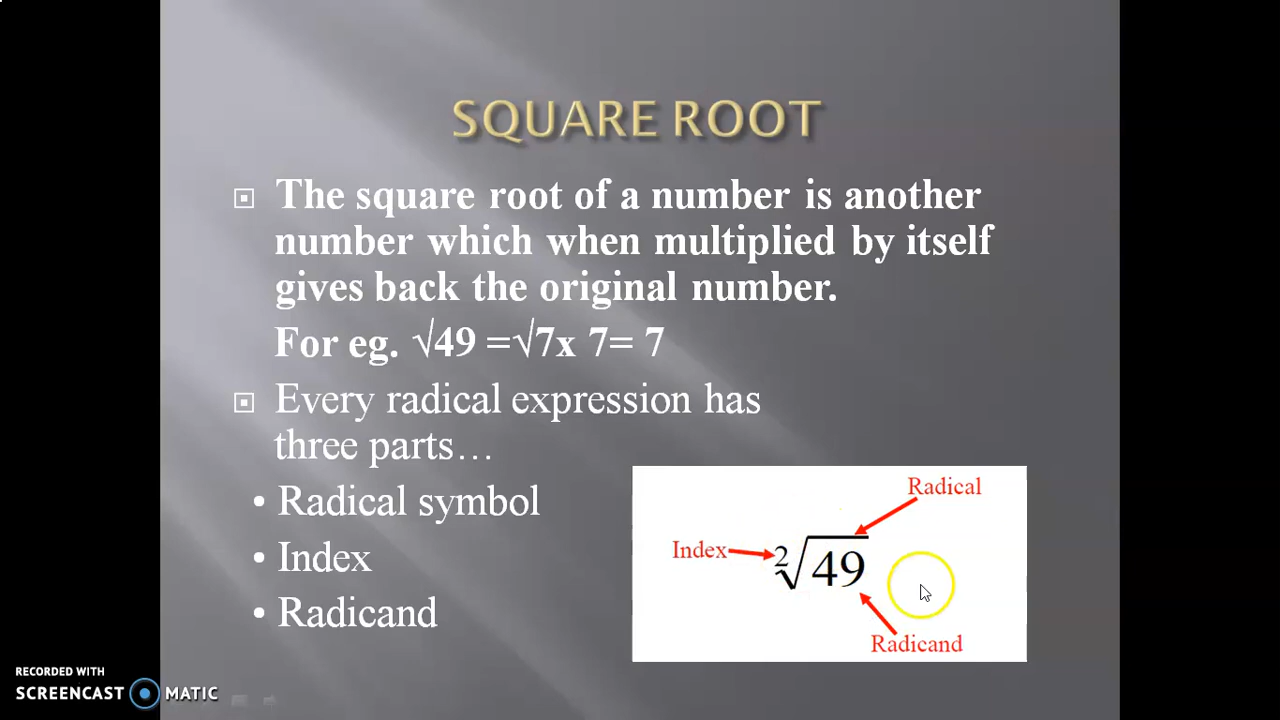 SQUARE ROOT
The square root of a number is another
number which when multiplied by itself
gives back the original number.
For eg. √49 =√7x 7= 7
Every radical expression has
three parts…
• Radical symbol
• Index
• Radicand
Radical
Index
2√49
Radicand
RECORDED WITH
SCREENCAST MATIC